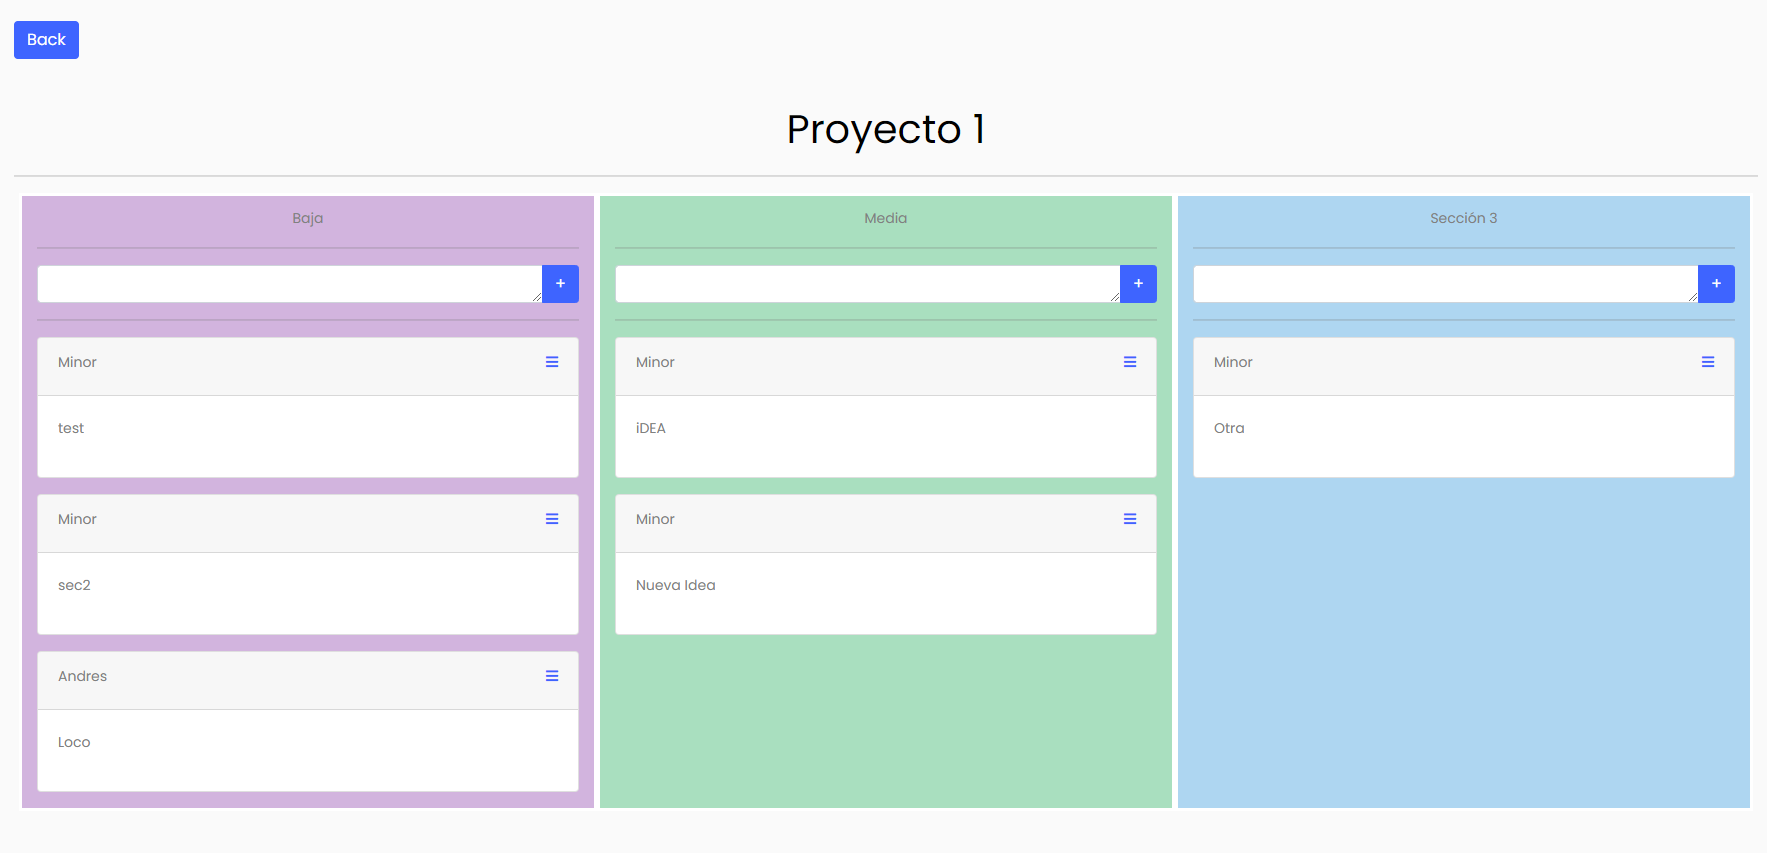 Back
Proyecto 1
Baja
+
Minor
test
Minor
sec2
Andres
Loco
Media
+
Minor
iDEA
Minor
Nueva Idea
Sección 3
+
Minor
Otra